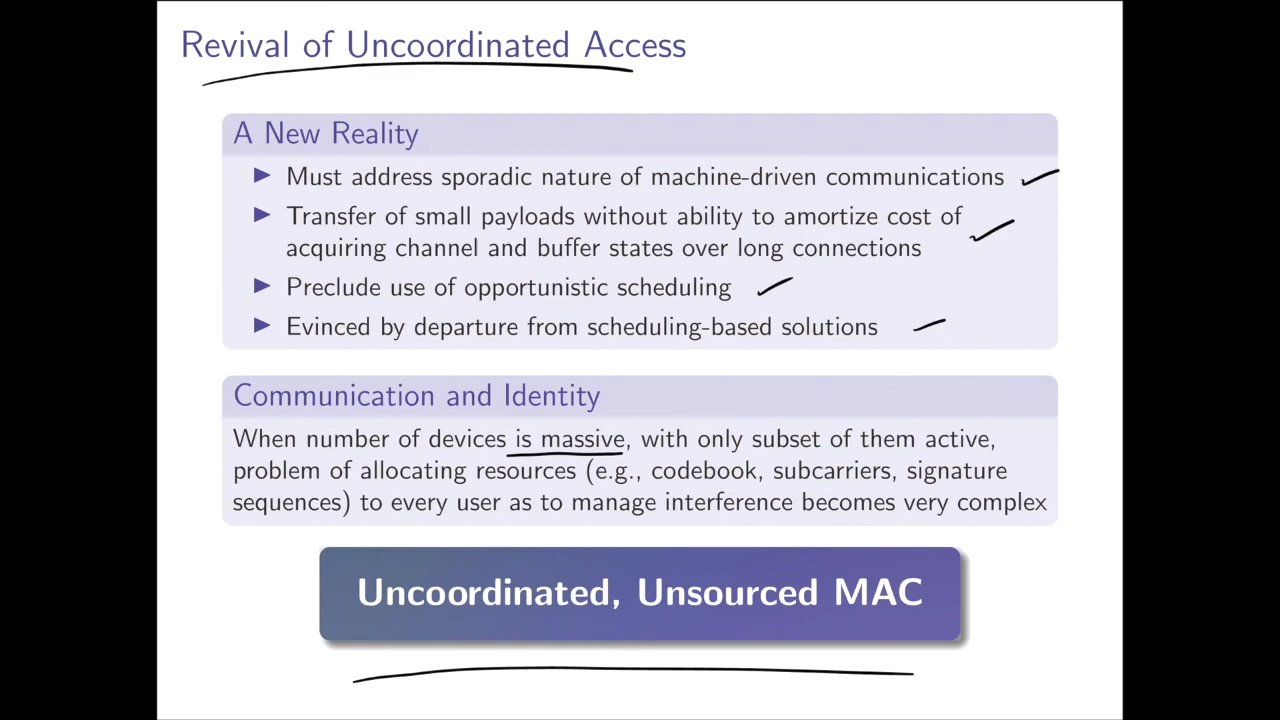 Revival of Uncoordinated Access
A New Reality
Must address sporadic nature of machine-driven communications
Transfer of small payloads without ability to amortize cost of
acquiring channel and buffer states over long connections
Preclude use of opportunistic scheduling
Evinced by departure from scheduling-based solutions
Communication and Identity
When number of devices is massive, with only subset of them active,
problem of allocating resources (e.g., codebook, subcarriers, signature
sequences) to every user as to manage interference becomes very complex
Uncoordinated, Unsourced MAC